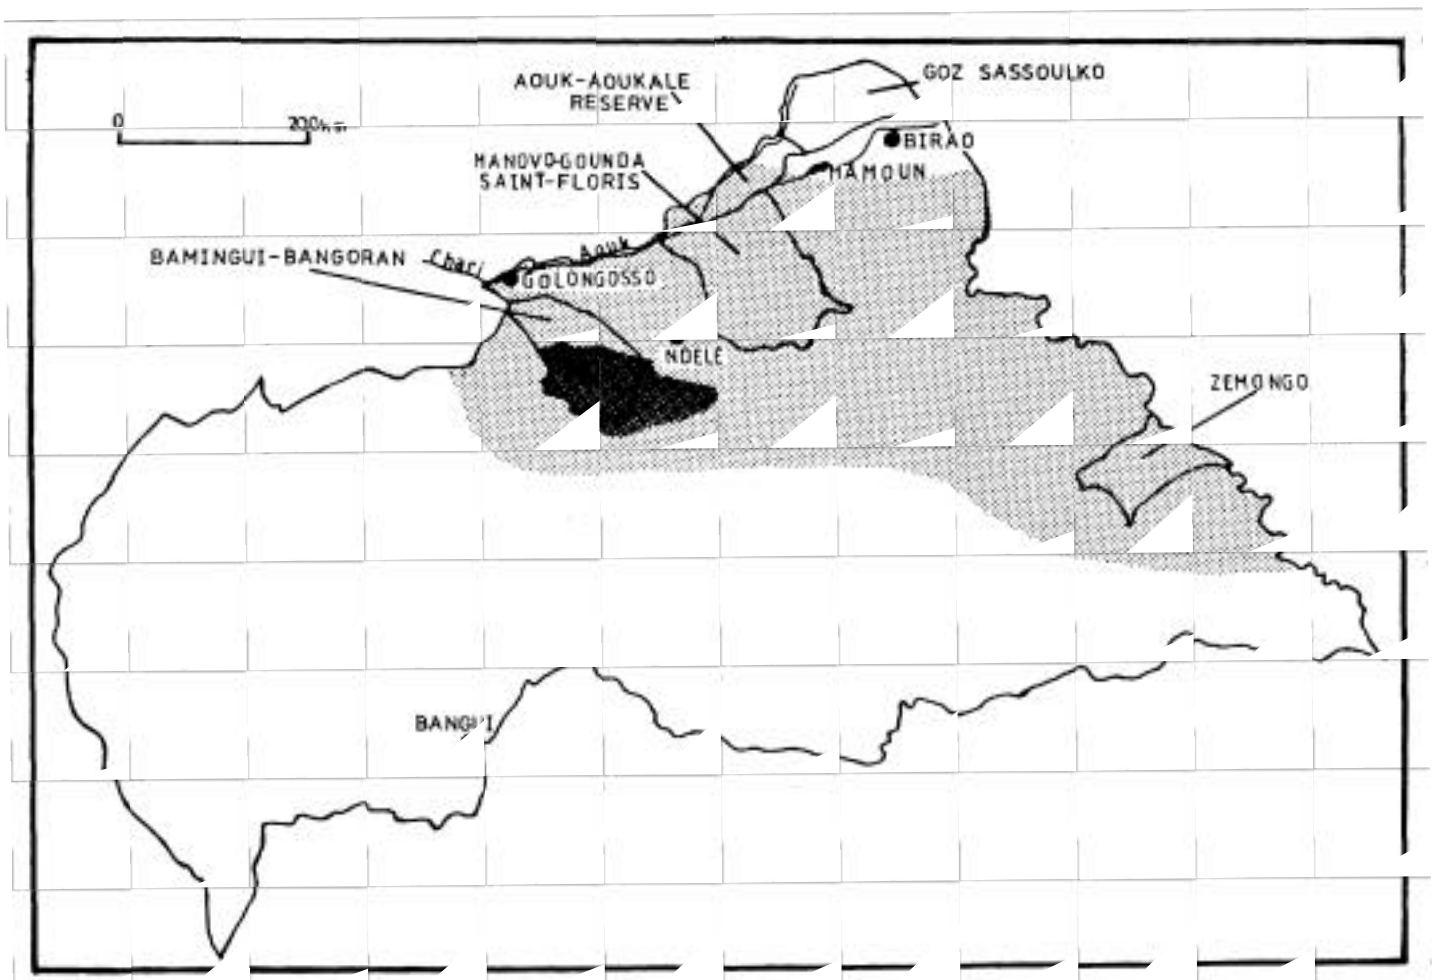 GOZ SASSOULKO
AOUK-AOUKALE
RESERVE
0 200km
BIRAO
MANOVO-GOUNDA
SAINT-FLORIS
MAMOUN
Aouk
BAMINGUI-BANGORAN
Chari
GOLONGOSSO
NDELE
ZEMONGO
BANGUI